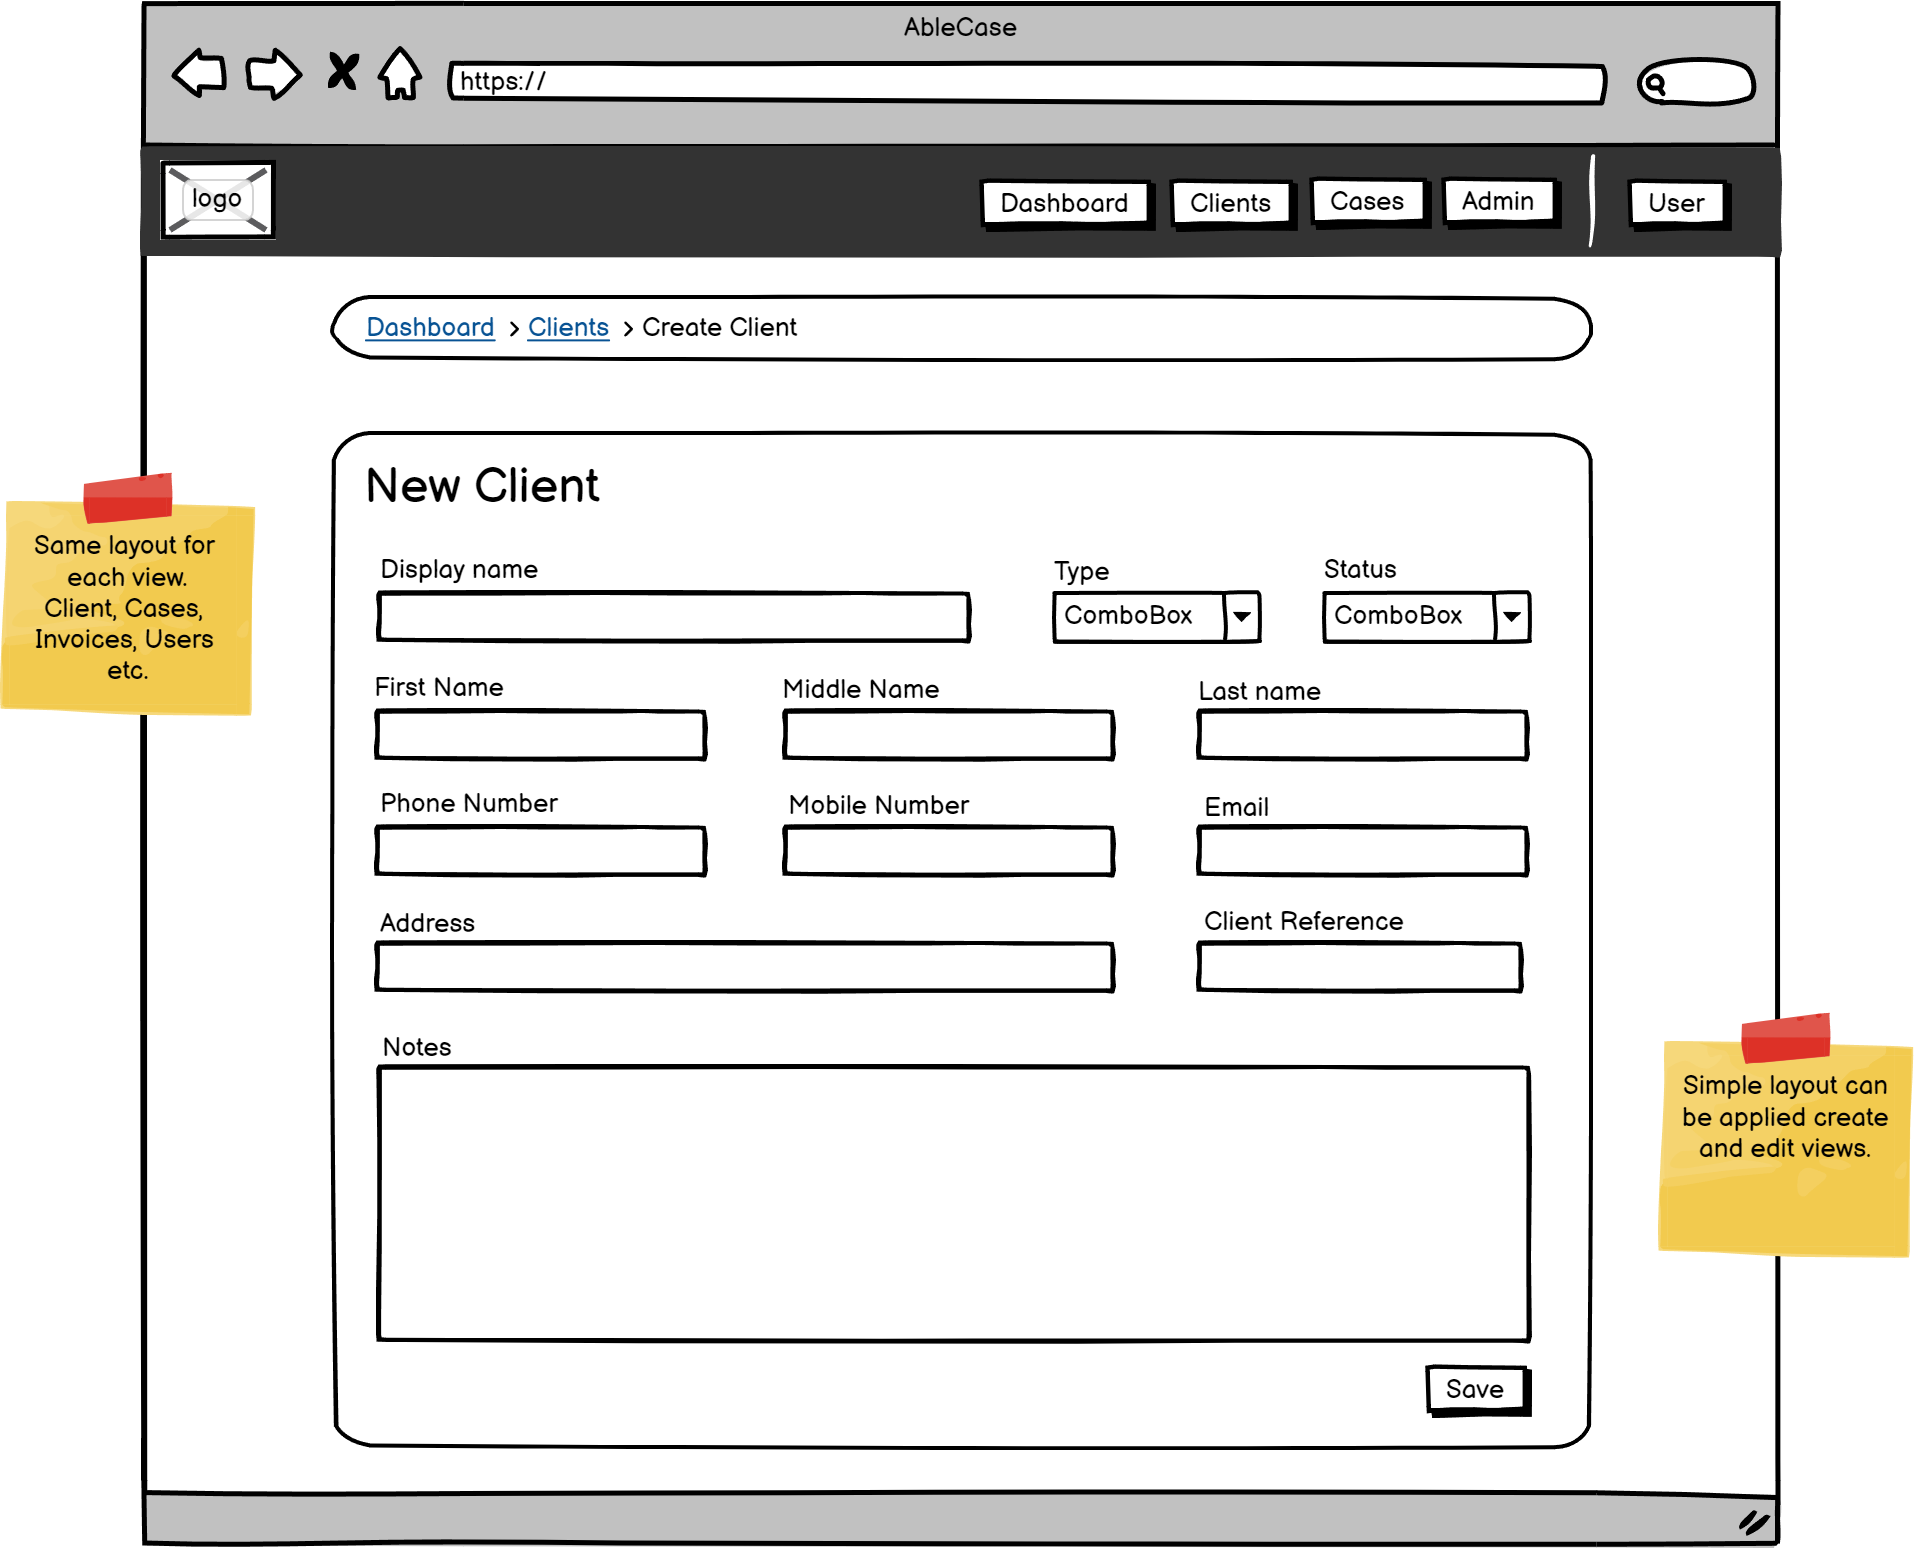 AbleCase
https://
logo
Dashboard
Clients
Cases
Admin
User
Dashboard > Clients > Create Client
New Client
Display name
Type
Status
ComboBox
ComboBox
First Name
Middle Name
Last name
Phone Number
Mobile Number
Email
Address
Client Reference
Notes
Save
Same layout for
each view.
Client, Cases,
Invoices, Users
etc.
Simple layout can
be applied create
and edit views.